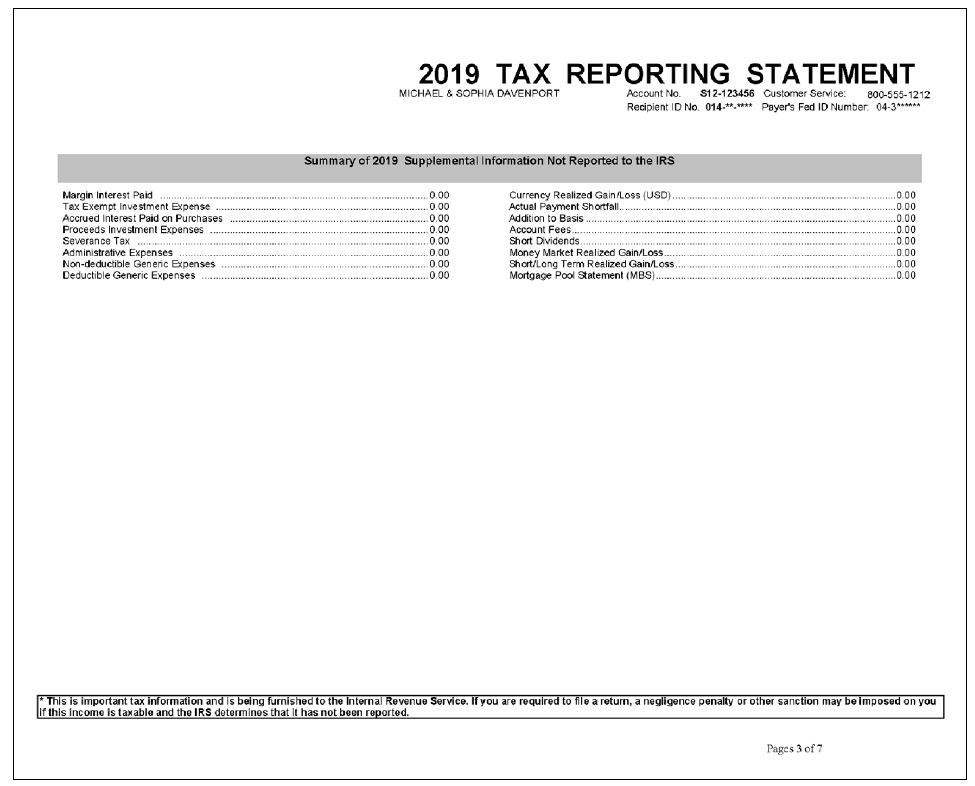 2019 TAX REPORTING STATEMENT
MICHAEL & SOPHIA DAVENPORT Account No. S12-123456 Customer Service: 800-555-1212
Recipient ID No. 014-**-**** Payer's Fed ID Number: 04-3******
Summary of 2019 Supplemental Information Not Reported to the IRS
Margin Interest Paid ..........0.00 Currency Realized Gain/Loss (USD)..........0.00
Tax Exempt Investment Expense ..........0.00 Actual Payment Shortfall..........0.00
Accrued Interest Paid on Purchases ..........0.00 Addition to Basis ..........0.00
Proceeds Investment Expenses ..........0.00 Account Fees..........0.00
Severance Tax ..........0.00 Short Dividends..........0.00
Administrative Expenses ..........0.00 Money Market Realized Gain/Loss..........0.00
Non-deductible Generic Expenses ..........0.00 Short/Long Term Realized Gain/Loss..........0.00
Deductible Generic Expenses ..........0.00 Mortgage Pool Statement (MBS)..........0.00
* This is important tax information and is being furnished to the Internal Revenue Service. If you are required to file a return, a negligence penalty or other sanction may be imposed on you
if this income is taxable and the IRS determines that it has not been reported.
Pages 3 of 7